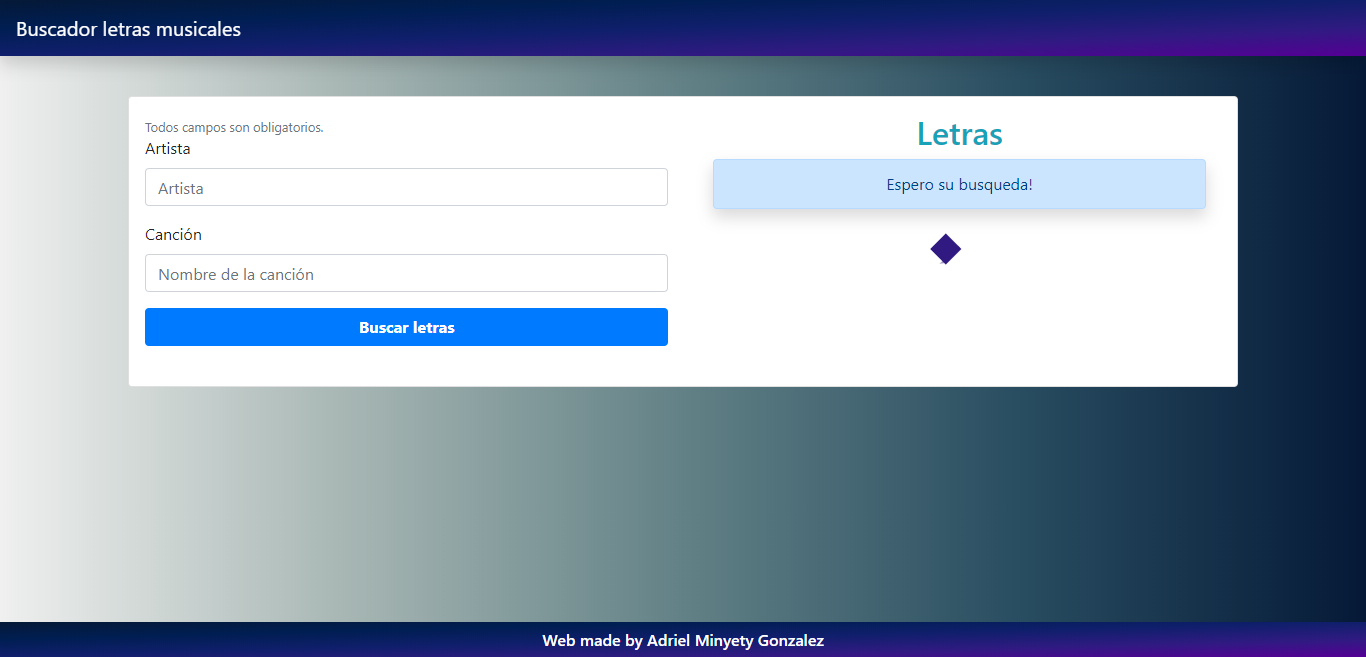 Buscador letras musicales
Todos campos son obligatorios.
Artista
Artista
Canción
Nombre de la canción
Buscar letras
Letras
Espero su busqueda!
Web made by Adriel Minyety Gonzalez